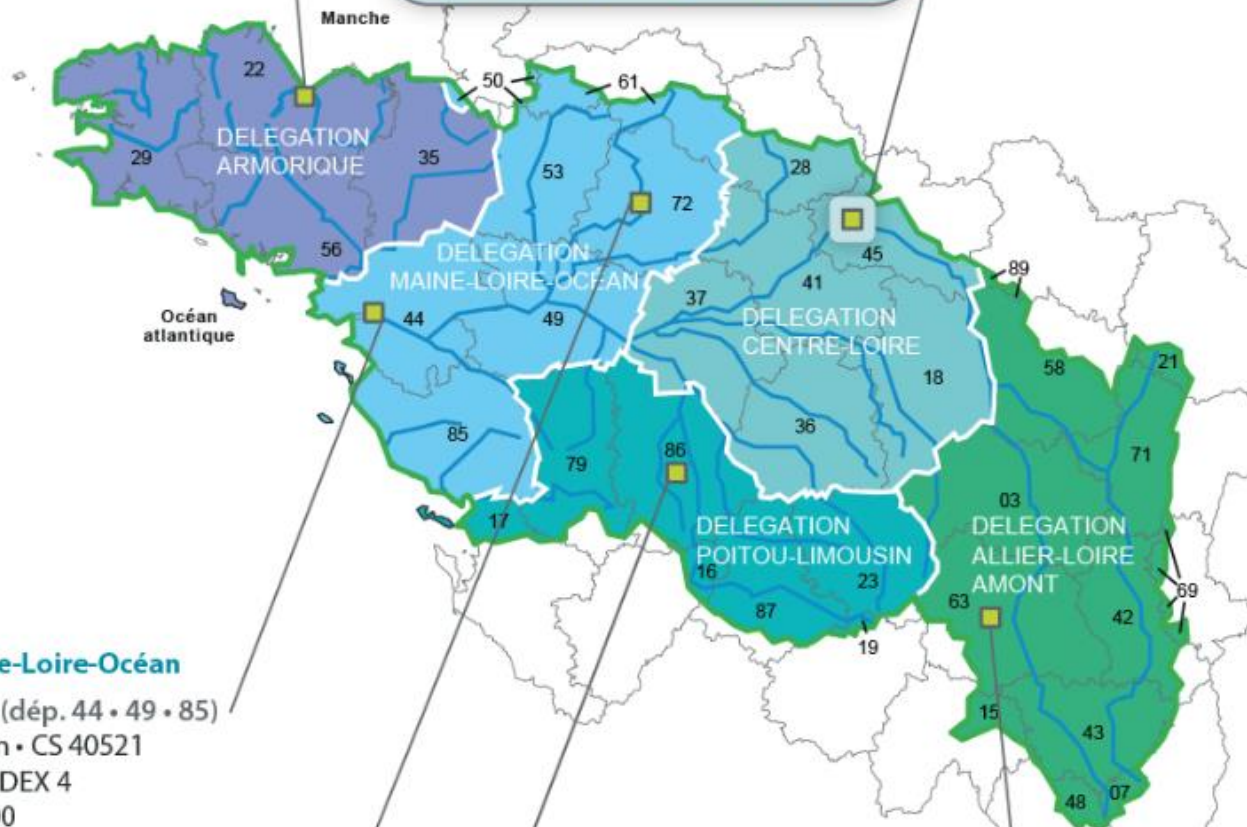 Manche
22
50
61
DELEGATION
ARMORIQUE
29
35
53
28
72
56
DELEGATION
MAINE-LOIRE-OCÉAN
45
89
41
37
Océan
atlantique
44
49
DELEGATION
CENTRE-LOIRE
58
21
18
36
85
86
71
79
03
17
DELEGATION
POITOU-LIMOUSIN
DELEGATION
ALLIER-LOIRE
AMONT
16
23
87
63
69
42
19
15
43
48
07
e-Loire-Océan
(dép. 44 • 49 • 85)
n • CS 40521
DEX 4
00